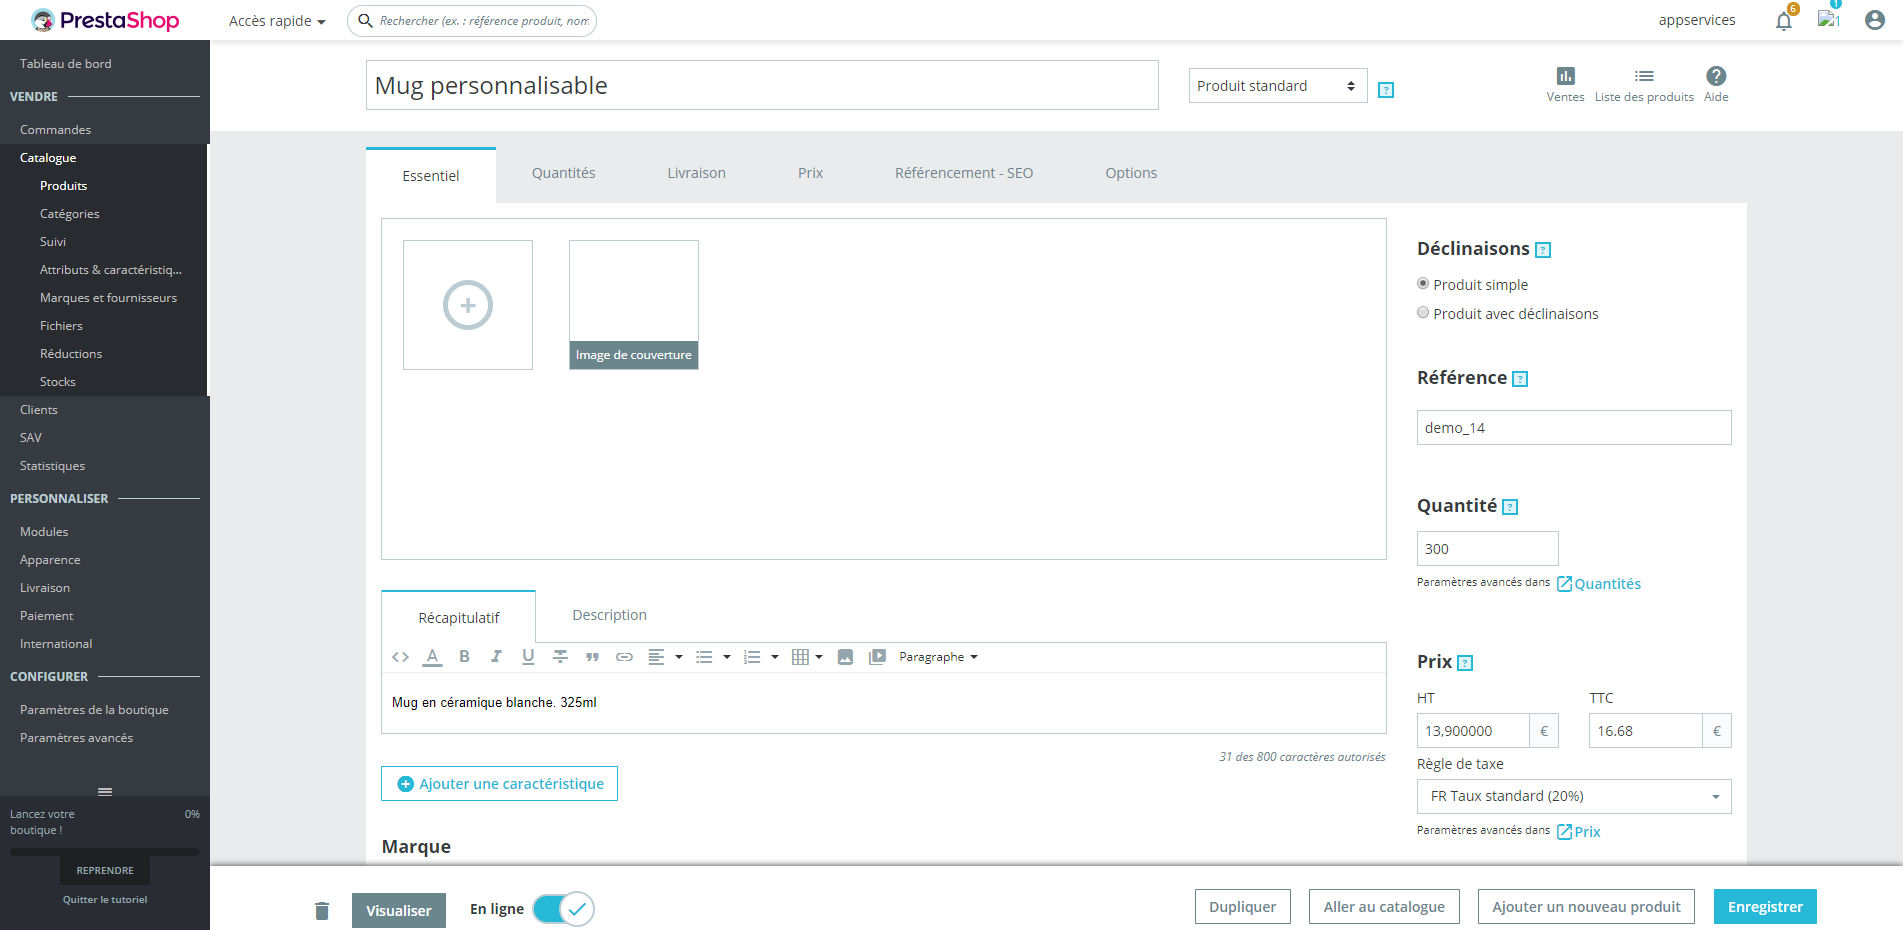 PrestaShop
Accès rapide
Rechercher (ex. : référence produit, nom
appservices
6
1
1
Tableau de bord
VENDRE
Commandes
Catalogue
Produits
Catégories
Suivi
Attributs & caractéristiq...
Marques et fournisseurs
Fichiers
Réductions
Stocks
Clients
SAV
Statistiques
PERSONNALISER
Modules
Apparence
Livraison
Paiement
International
CONFIGURER
Paramètres de la boutique
Paramètres avancés
Lancez votre boutique !
0%
REPRENDRE
Quitter le tutoriel
Mug personnalisable
Produit standard
?
Ventes
Liste des produits
Aide
Essentiel
Quantités
Livraison
Prix
Référencement - SEO
Options
Image de couverture
Récapitulatif
Description
Paragraphe
Mug en céramique blanche. 325ml
31 des 800 caractères autorisés
Ajouter une caractéristique
Marque
Déclinaisons ?
Produit simple
Produit avec déclinaisons
Référence ?
demo_14
Quantité ?
300
Paramètres avancés dans Quantités
Prix ?
HT
TTC
13,900000 €
16.68 €
Règle de taxe
FR Taux standard (20%)
Paramètres avancés dans Prix
Visualiser
En ligne
Dupliquer
Aller au catalogue
Ajouter un nouveau produit
Enregistrer